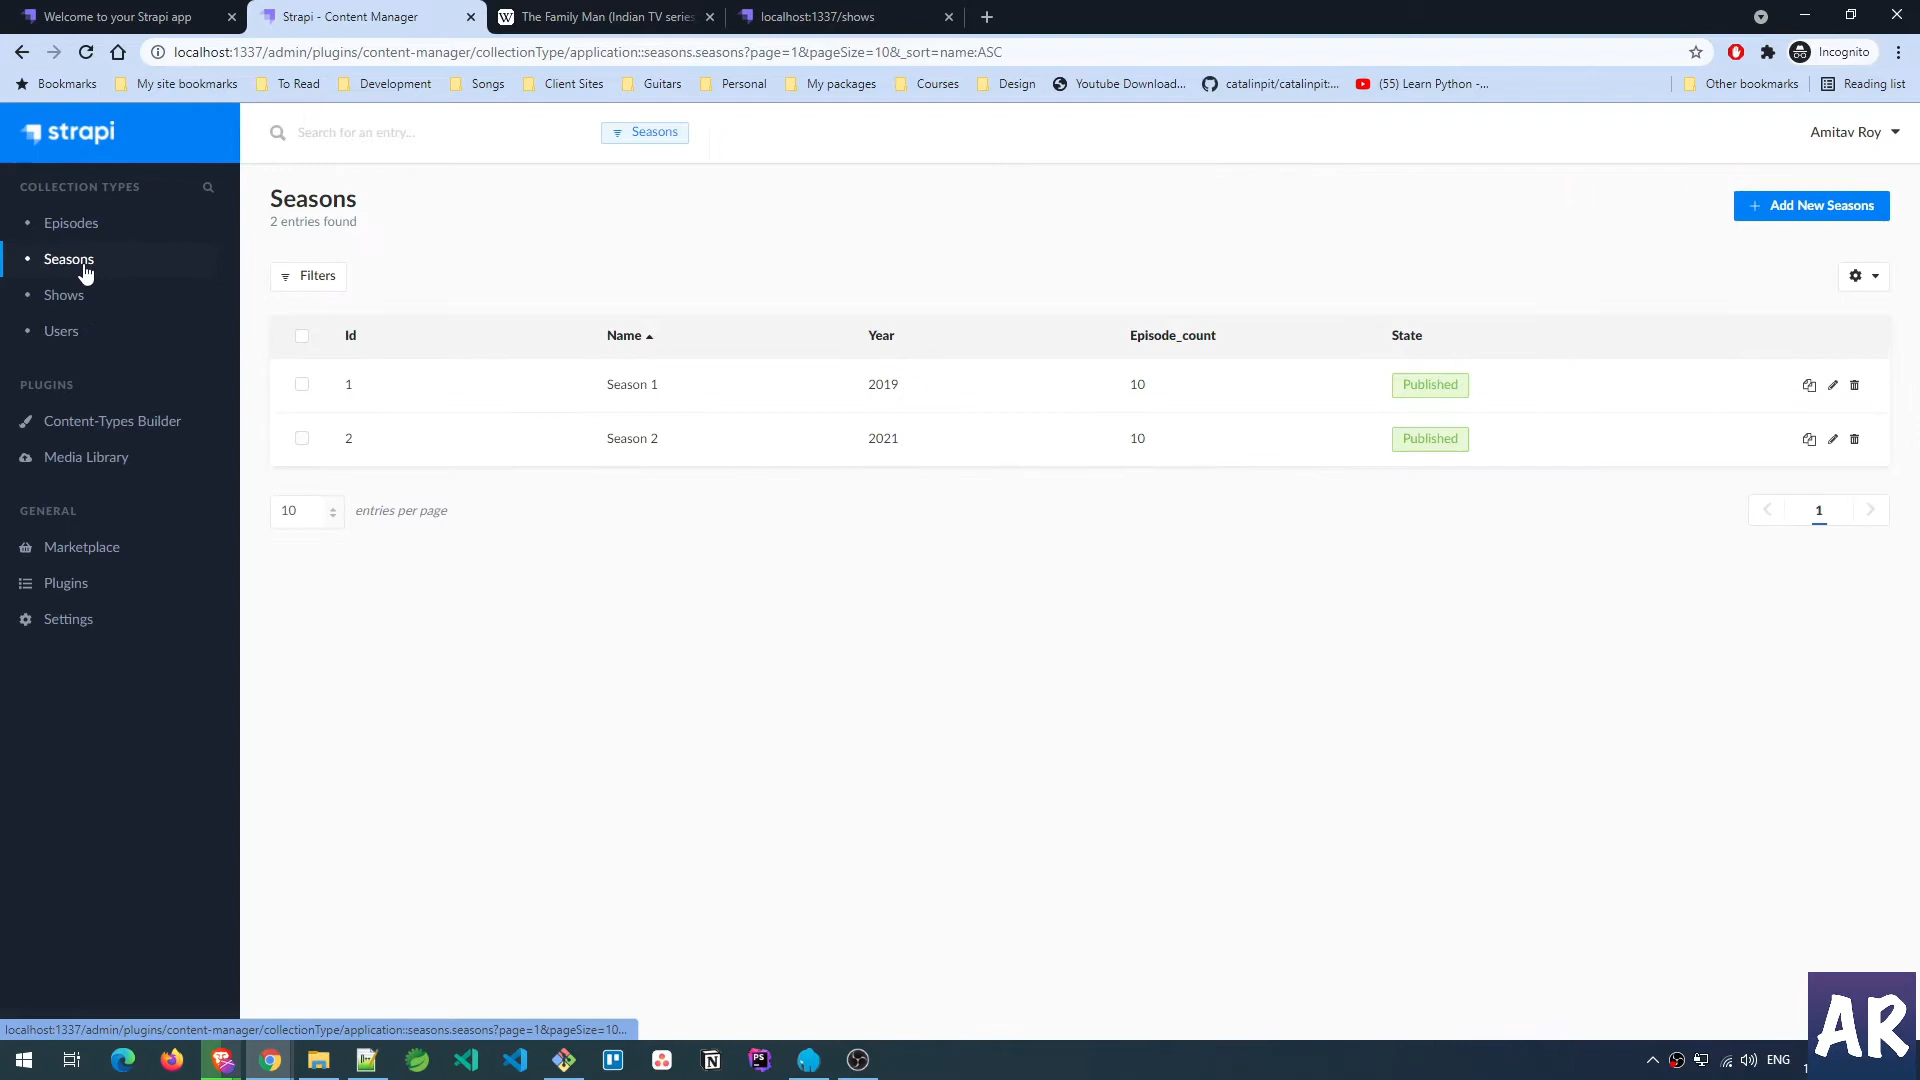 Welcome to your Strapi app
Strapi - Content Manager
The Family Man (Indian TV series
localhost:1337/shows
localhost:1337/admin/plugins/content-manager/collectionType/application::seasons.seasons?page=1&pageSize=10&_sort=name:ASC
Incognito
Bookmarks
My site bookmarks
To Read
Development
Songs
Client Sites
Guitars
Personal
My packages
Courses
Design
Youtube Download...
catalinpit/catalinpit:...
(55) Learn Python -...
Other bookmarks
Reading list
strapi
Search for an entry...
Seasons
Amitav Roy
COLLECTION TYPES
Episodes
Seasons
Shows
Users
PLUGINS
Content-Types Builder
Media Library
GENERAL
Marketplace
Plugins
Settings
Seasons
2 entries found
+ Add New Seasons
Filters
Id Name Year Episode_count State
1 Season 1 2019 10 Published
2 Season 2 2021 10 Published
10 entries per page
1
localhost:1337/admin/plugins/content-manager/collectionType/application::seasons.seasons?page=1&pageSize=10...
ENG
AR